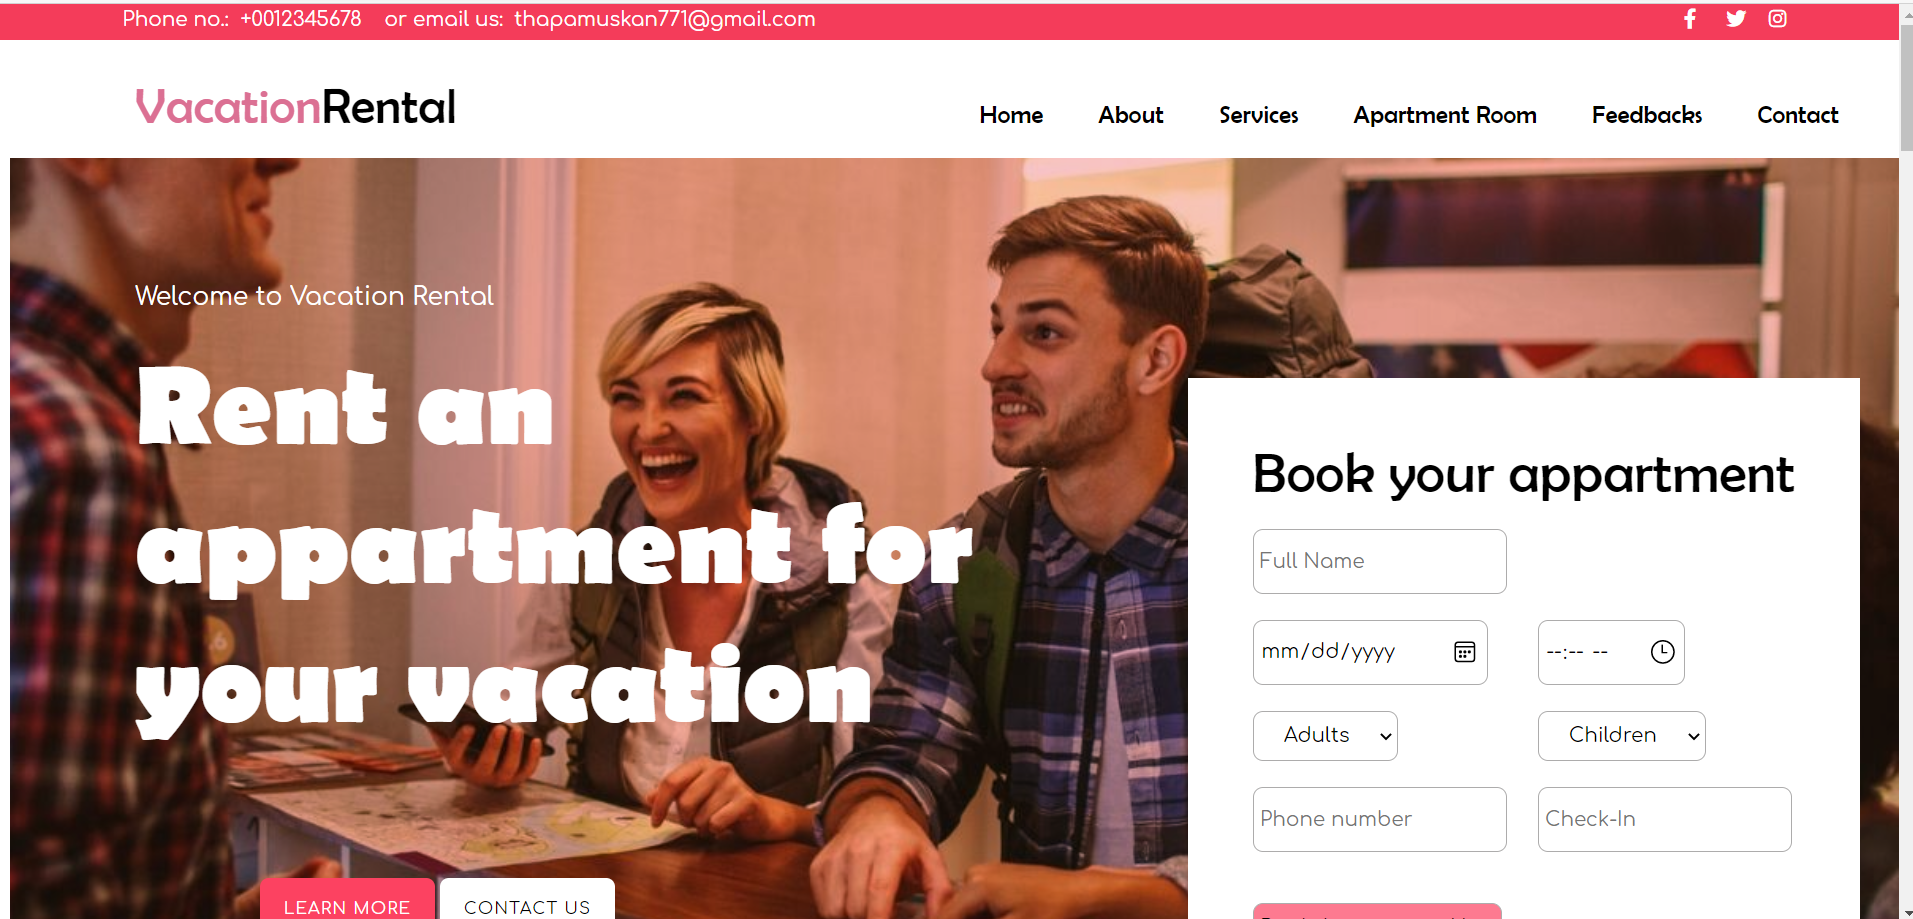 Phone no.: +0012345678 or email us: thapamuskan771@gmail.com
VacationRental
Home About Services Apartment Room Feedbacks Contact
Welcome to Vacation Rental
Rent an
appartment for
your vacation
LEARN MORE CONTACT US
Book your appartment
Full Name
mm/dd/yyyy --:-- --
Adults Children
Phone number Check-In